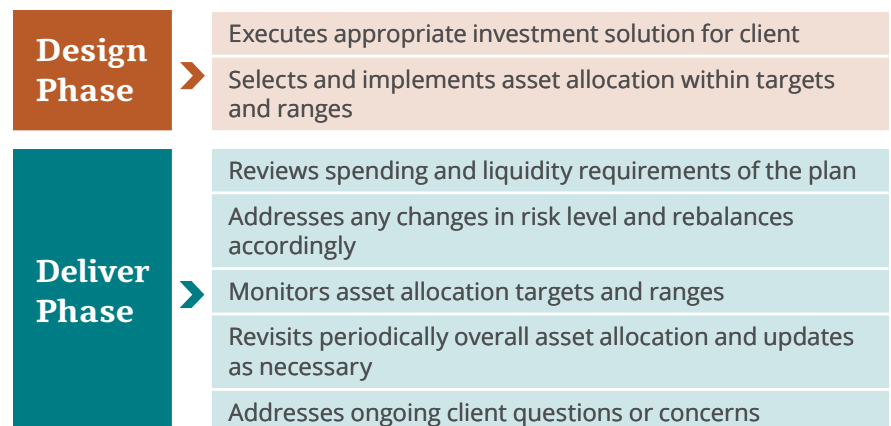 Design
Phase
Executes appropriate investment solution for client
Selects and implements asset allocation within targets
and ranges
Deliver
Phase
Reviews spending and liquidity requirements of the plan
Addresses any changes in risk level and rebalances
accordingly
Monitors asset allocation targets and ranges
Revisits periodically overall asset allocation and updates
as necessary
Addresses ongoing client questions or concerns